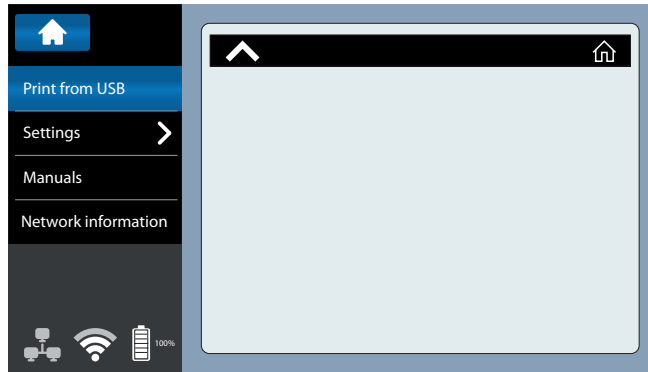 Print from USB
Settings
Manuals
Network information
100%